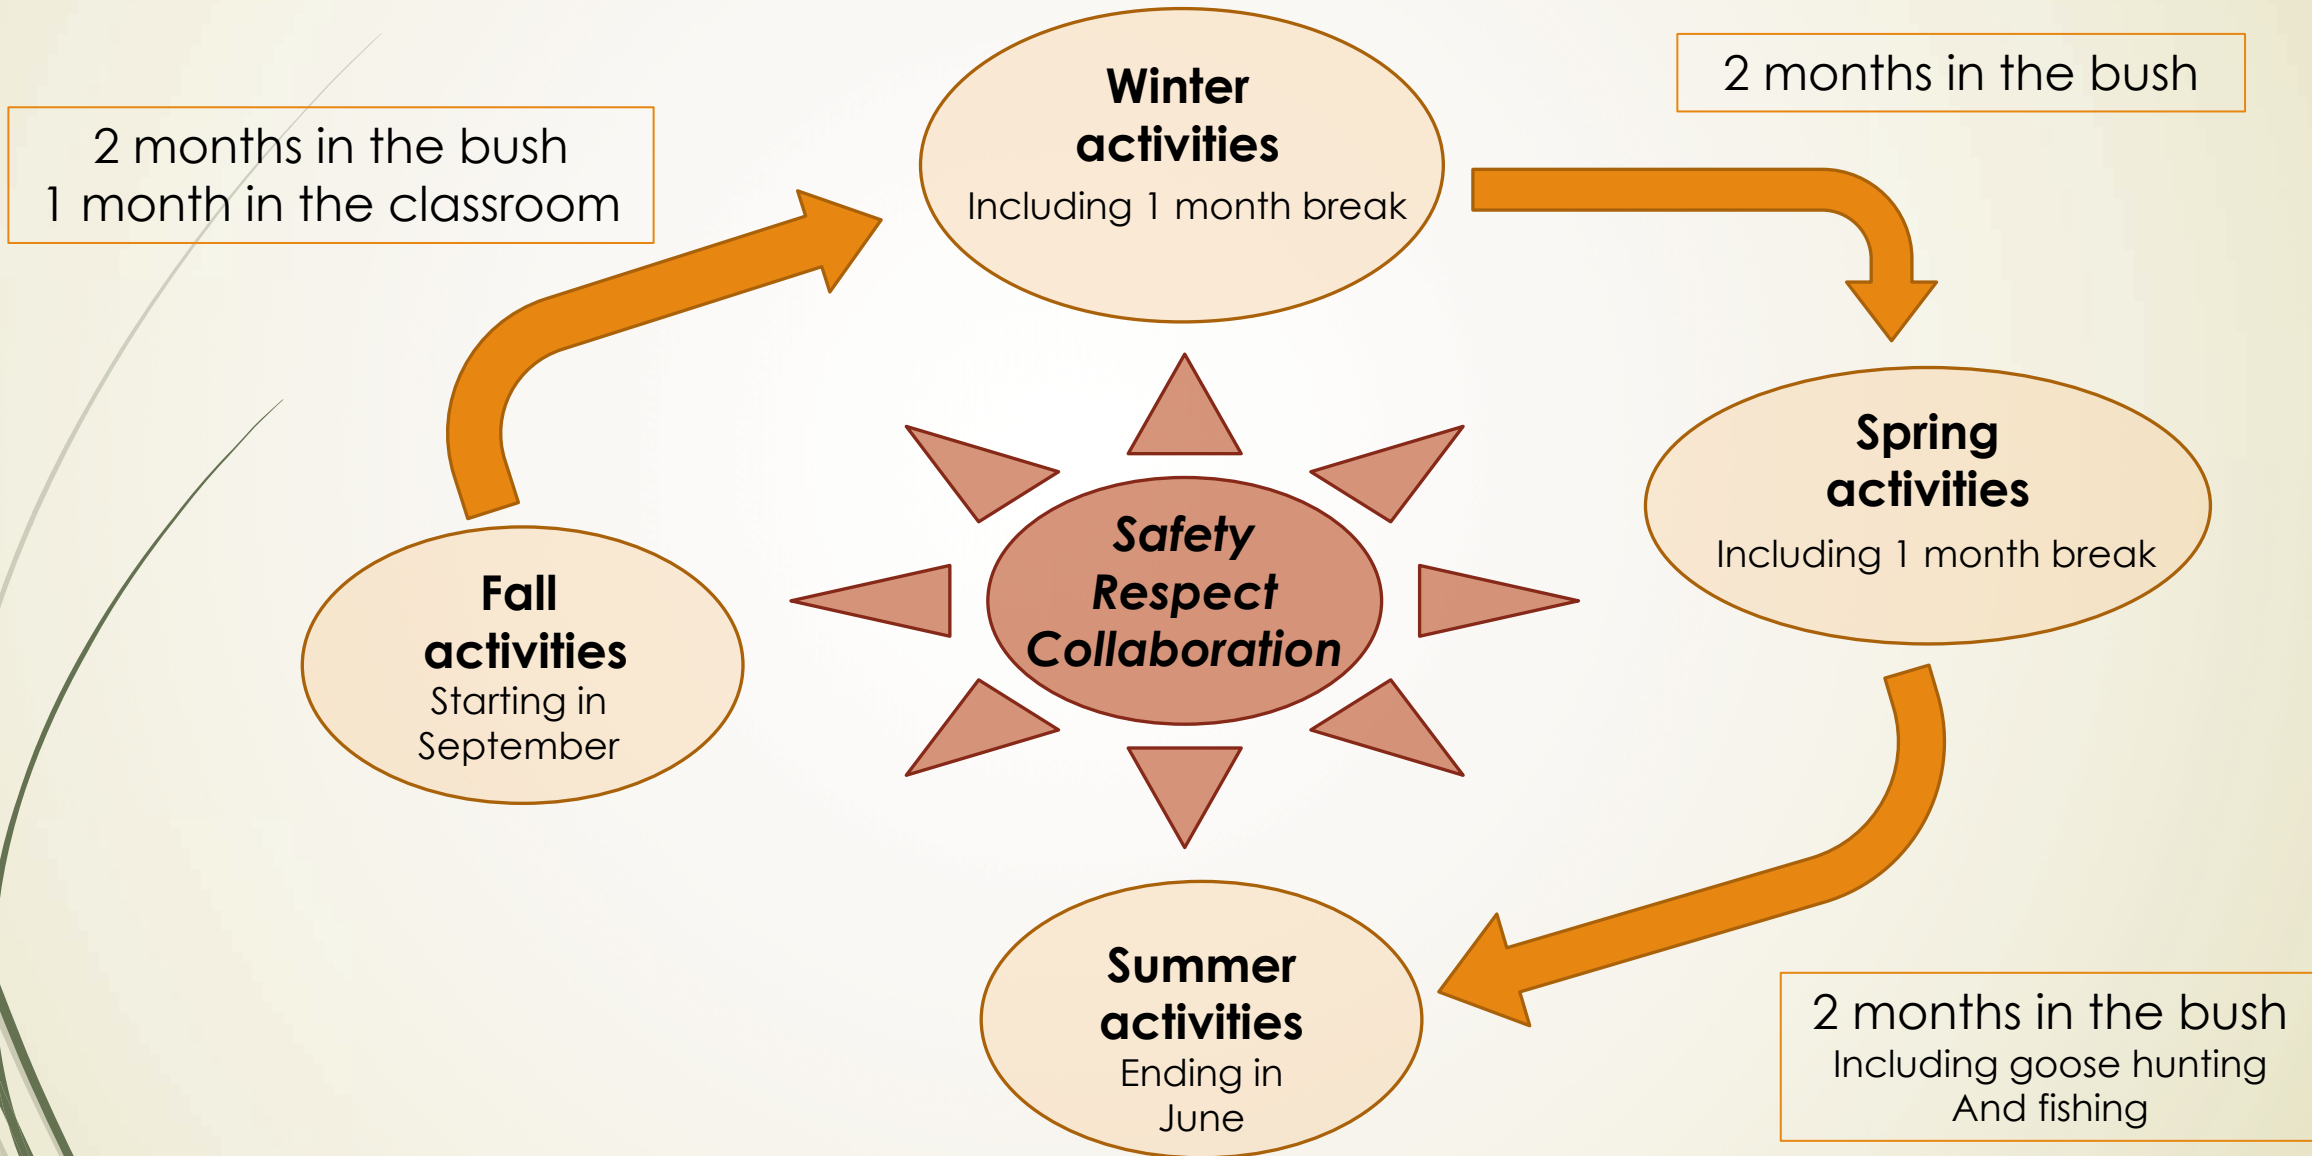 2 months in the bush
1 month in the classroom
Winter
activities
Including 1 month break
2 months in the bush
Spring
activities
Including 1 month break
Safety
Respect
Collaboration
Fall
activities
Starting in
September
Summer
activities
Ending in
June
2 months in the bush
Including goose hunting
And fishing